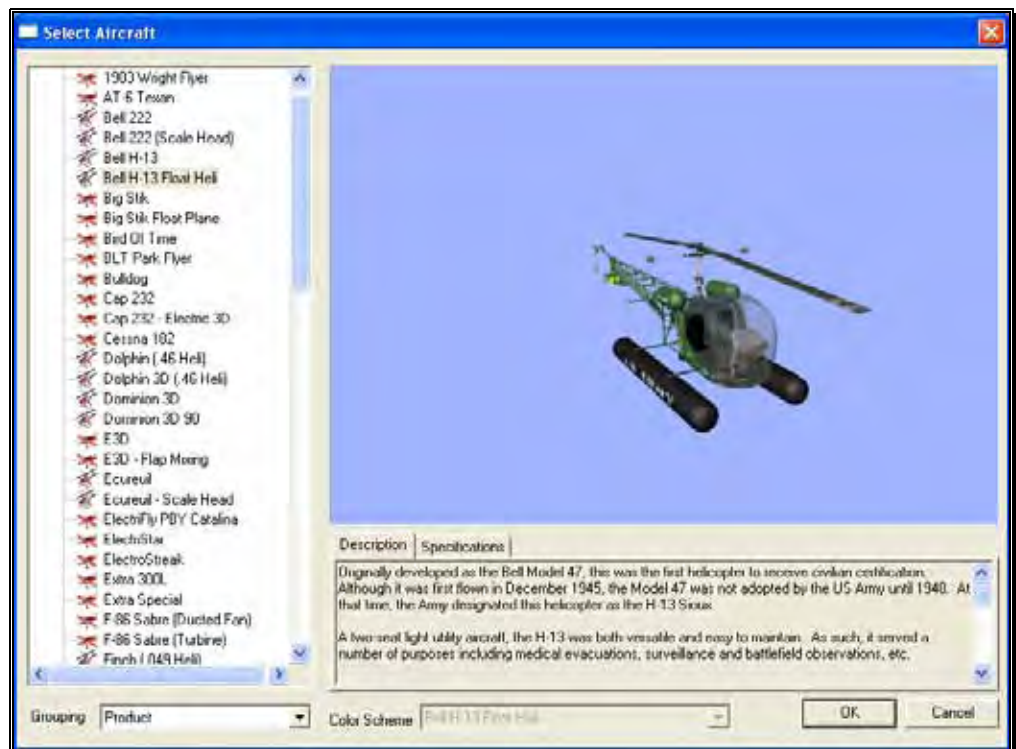 Select Aircraft
1903 Wright Flyer
AT-6 Texan
Bell 222
Bell 222 (Scale Head)
Bell H-13
Bell H-13 Float Heli
Big Stik
Big Stik Float Plane
Bird Of Time
BLT Park Flyer
Bulldog
Cap 232
Cap 232 - Electric 3D
Cessna 182
Dolphin (.46 Heli)
Dolphin 3D (.46 Heli)
Dominion 3D
Dominion 3D 90
E3D
E3D - Flap Mixing
Ecureuil
Ecureuil - Scale Head
ElectriFly PBY Catalina
ElectriStar
ElectroStreak
Extra 300L
Extra Special
F-86 Sabre (Ducted Fan)
F-86 Sabre (Turbine)
Finch (.049 Heli)
US ARMY
Description Specifications
Originally developed as the Bell Model 47, this was the first helicopter to receive civilian certification.
Although it was first flown in December 1945, the Model 47 was not adopted by the US Army until 1948. At
that time, the Army designated this helicopter as the H-13 Sioux.
A two-seat light utility aircraft, the H-13 was both versatile and easy to maintain. As such, it served a
number of purposes including medical evacuations, surveillance and battlefield observations, etc.
Grouping Product
Color Scheme Bell H-13 Float Heli
OK Cancel